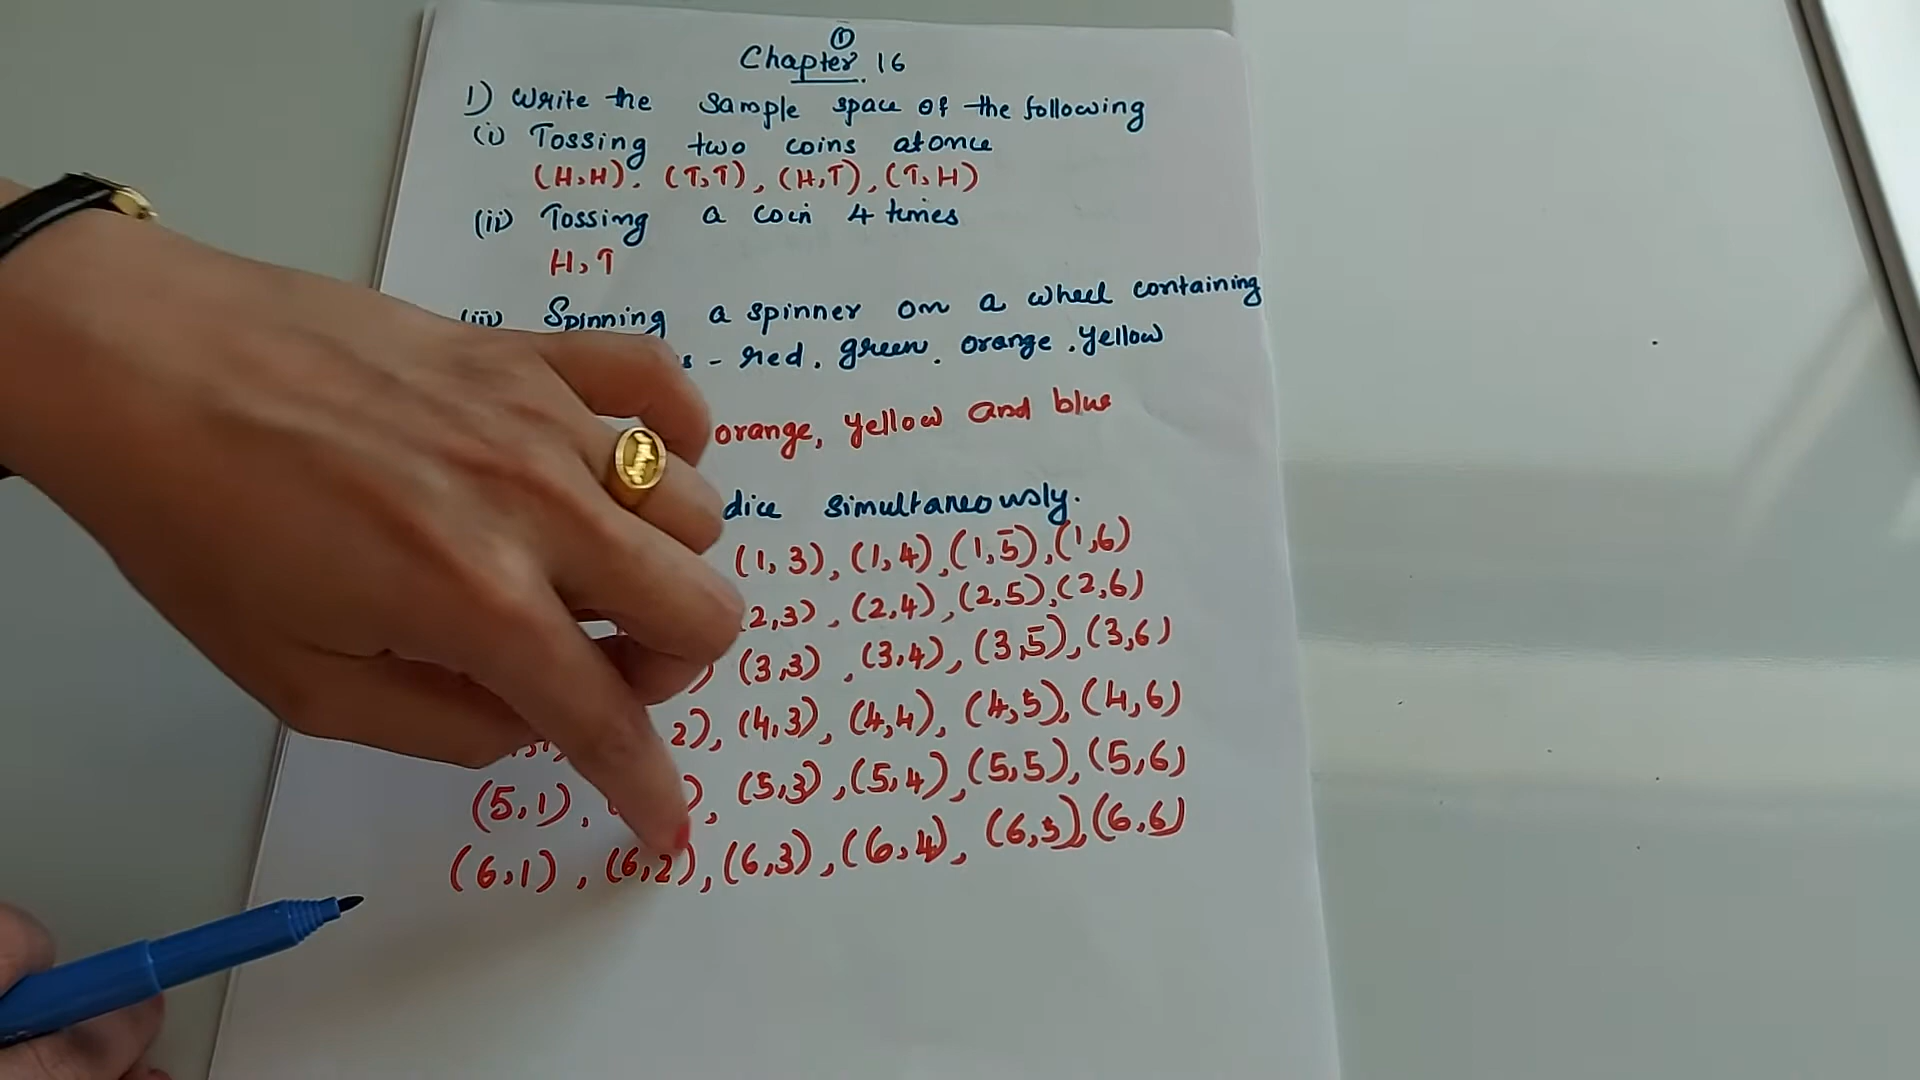 ①
Chapter 16
1) Write the Sample space of the following
(i) Tossing two coins atonce
(H,H), (T,T), (H,T), (T,H)
(ii) Tossing a coin 4 times
H, T
(iii) Spinning a spinner on a wheel containing
- red, green, orange, yellow
orange, yellow and blue
dice simultaneously.
(1, 3), (1, 4), (1,5), (1,6)
2,3), (2,4), (2,5), (2,6)
) (3,3), (3,4), (3,5), (3,6)
2), (4,3), (4,4), (4,5), (4,6)
(5,1), ), (5,3), (5,4), (5,5), (5,6)
(6,1), (6,2), (6,3), (6,4), (6,5), (6,6)